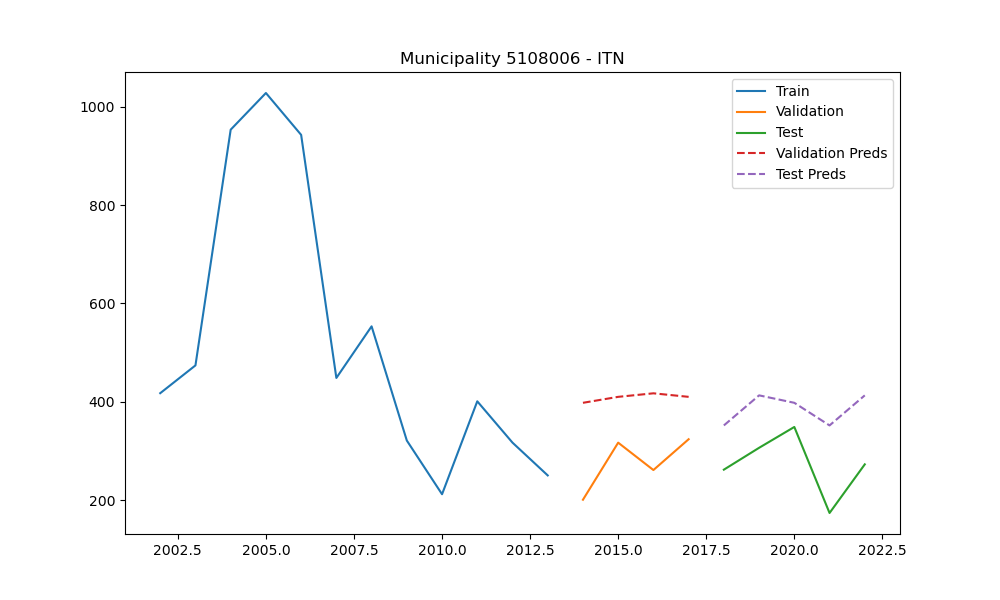 Municipality 5108006 - ITN
Train
Validation
Test
Validation Preds
Test Preds
1000
800
600
400
200
2002.5 2005.0 2007.5 2010.0 2012.5 2015.0 2017.5 2020.0 2022.5